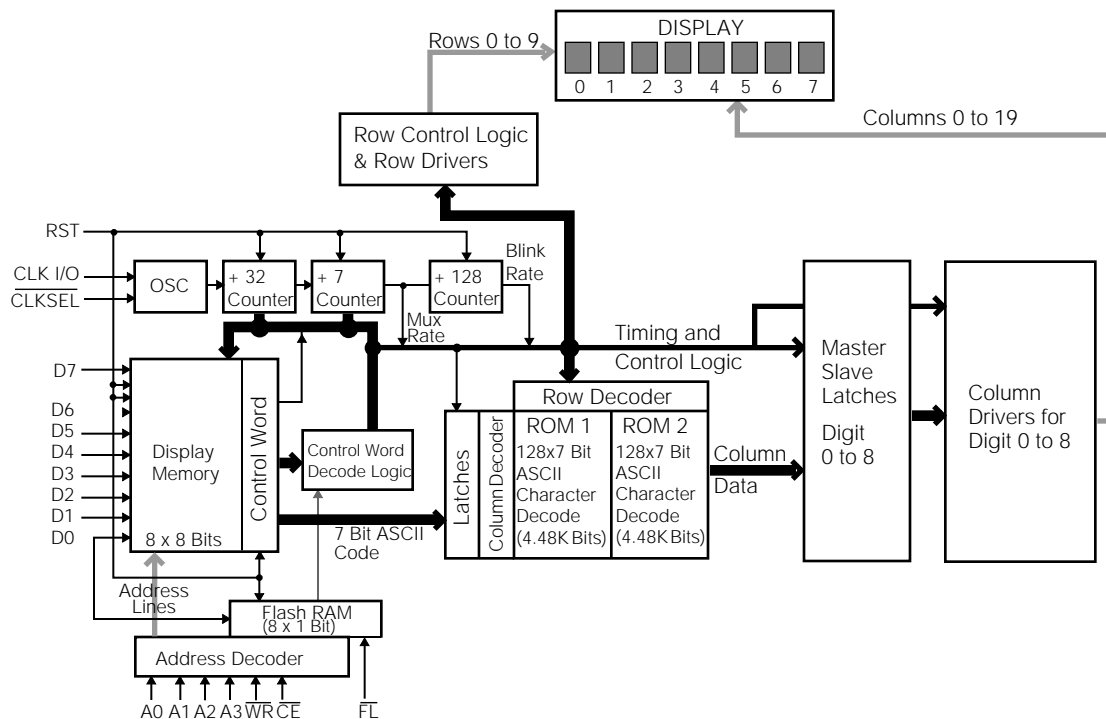 DISPLAY
0 1 2 3 4 5 6 7
Rows 0 to 9
Columns 0 to 19
Row Control Logic
& Row Drivers
RST
CLK I/O
CLKSEL
OSC
+ 32
Counter
+ 7
Counter
+ 128
Counter
Blink
Rate
Mux
Rate
Timing and
Control Logic
Master
Slave
Latches
Digit
0 to 8
Column
Drivers for
Digit 0 to 8
D7
D6
D5
D4
D3
D2
D1
D0
Display
Memory
8 x 8 Bits
Control Word
Control Word
Decode Logic
7 Bit ASCII
Code
Latches
Column Decoder
Row Decoder
ROM 1
128x7 Bit
ASCII
Character
Decode
(4.48K Bits)
ROM 2
128x7 Bit
ASCII
Character
Decode
(4.48K Bits)
Column
Data
Address
Lines
Flash RAM
(8 x 1 Bit)
Address Decoder
A0 A1 A2 A3 WR CE FL